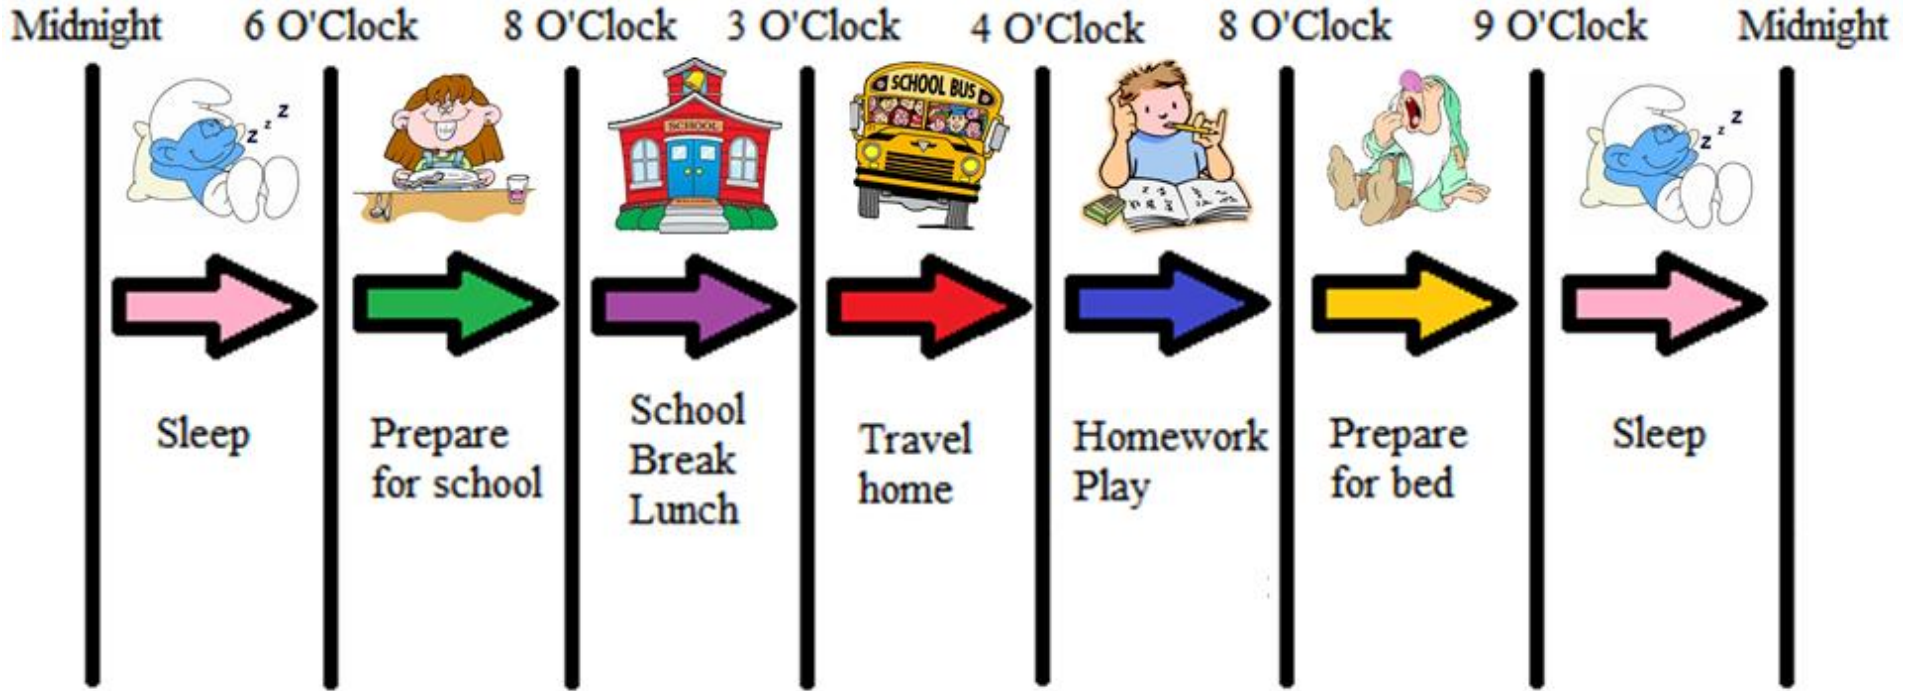 Midnight 6 O'Clock 8 O'Clock 3 O'Clock 4 O'Clock 8 O'Clock 9 O'Clock Midnight
z z z
SCHOOL
SCHOOL BUS
z z z
Sleep
Prepare
for school
School
Break
Lunch
Travel
home
Homework
Play
Prepare
for bed
Sleep